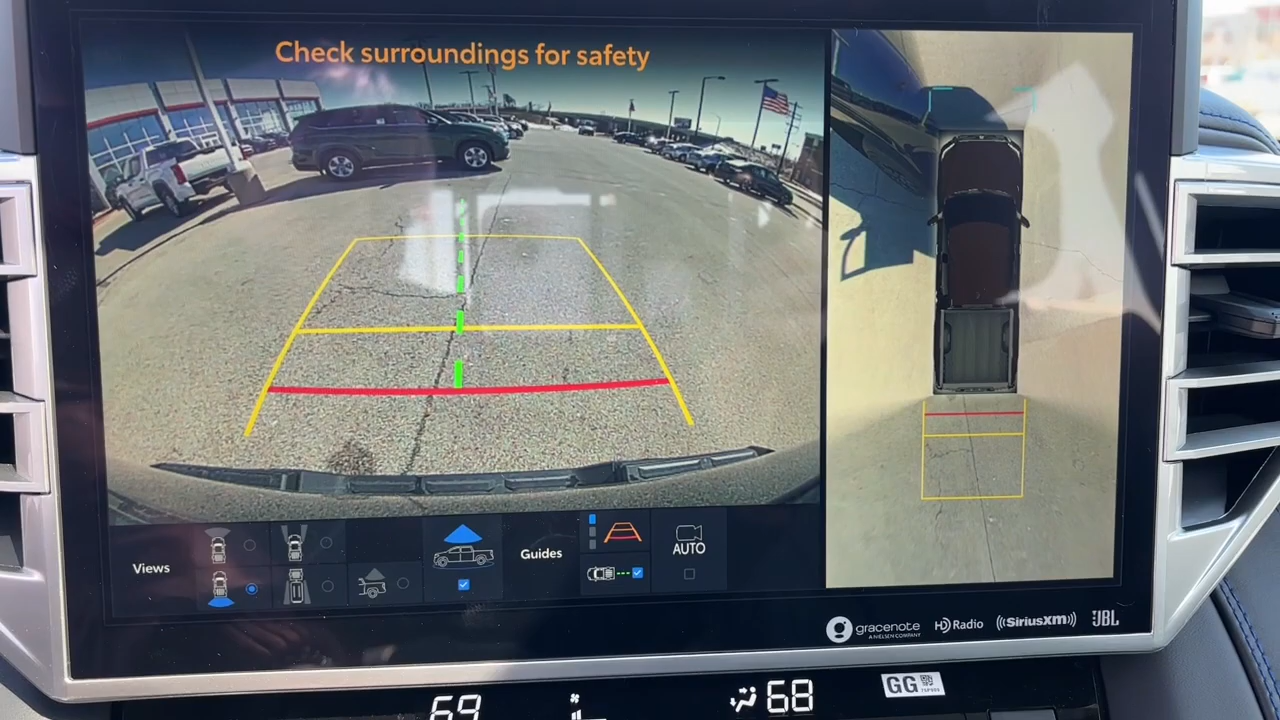 Check surroundings for safety
Views
Guides
AUTO
gracenote
A NIELSEN COMPANY
HD Radio
((SiriusXM))
JBL
69
68
GG